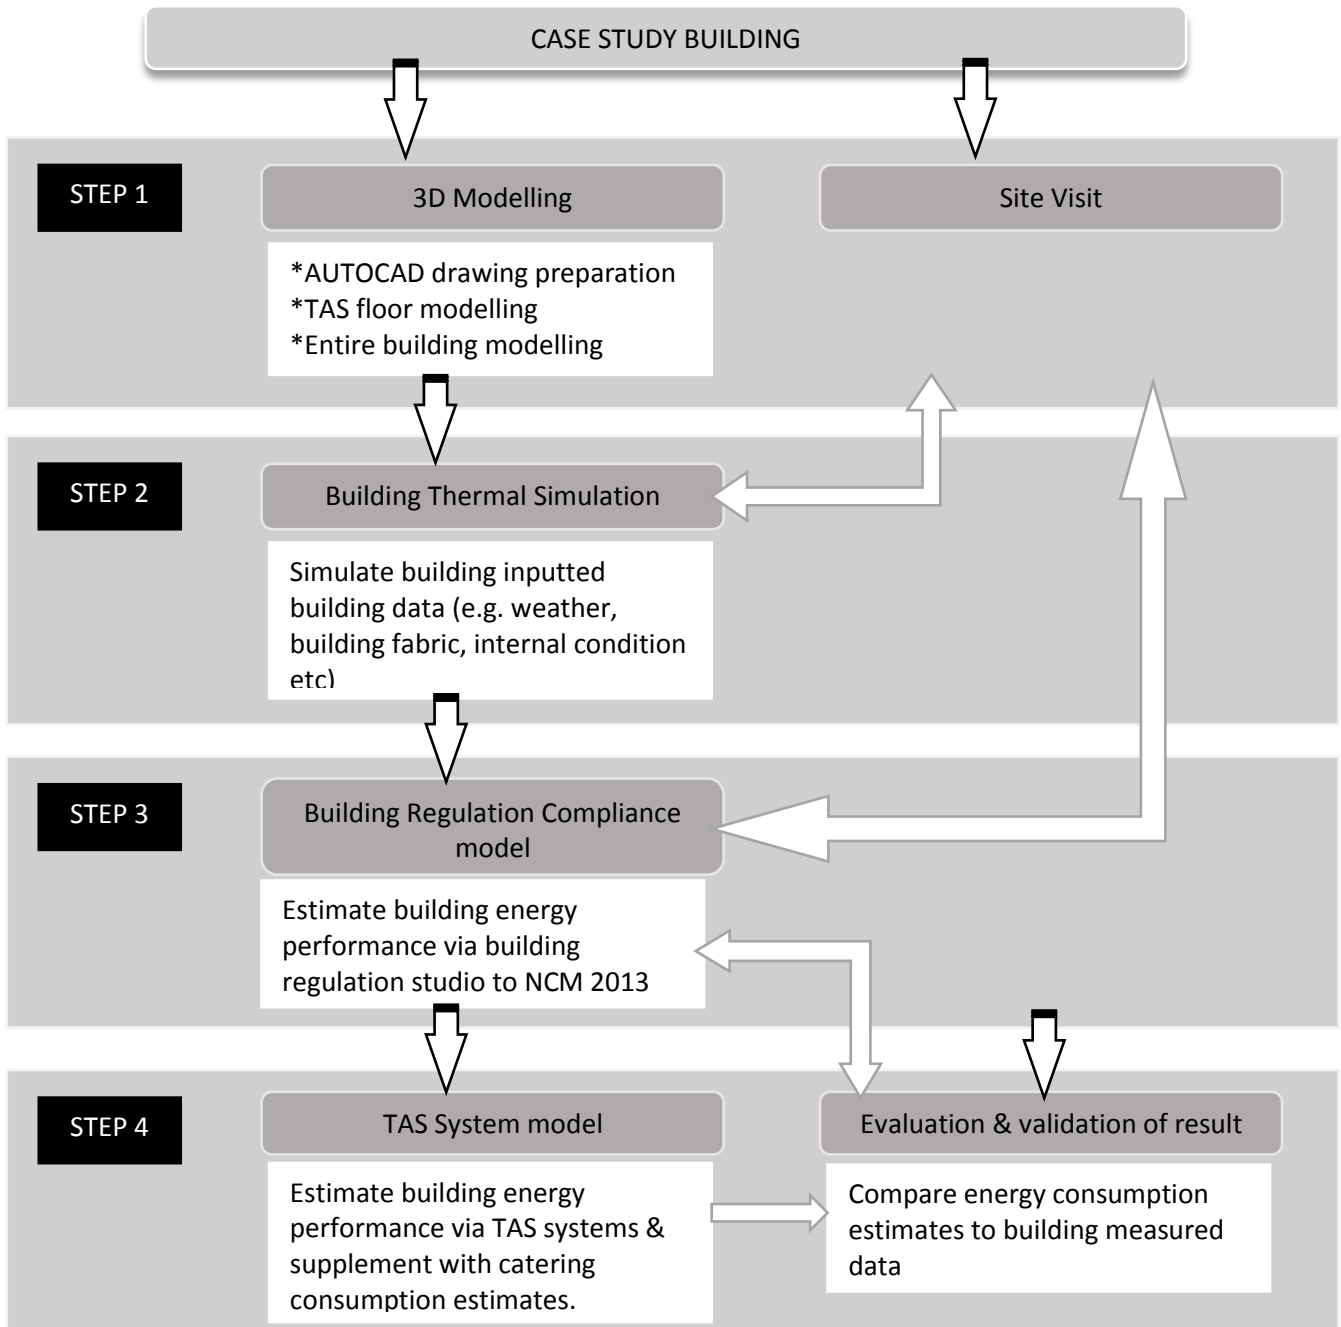 CASE STUDY BUILDING
STEP 1
3D Modelling
Site Visit
*AUTOCAD drawing preparation
*TAS floor modelling
*Entire building modelling
STEP 2
Building Thermal Simulation
Simulate building inputted
building data (e.g. weather,
building fabric, internal condition
etc)
STEP 3
Building Regulation Compliance
model
Estimate building energy
performance via building
regulation studio to NCM 2013
STEP 4
TAS System model
Evaluation & validation of result
Estimate building energy
performance via TAS systems &
supplement with catering
consumption estimates.
Compare energy consumption
estimates to building measured
data